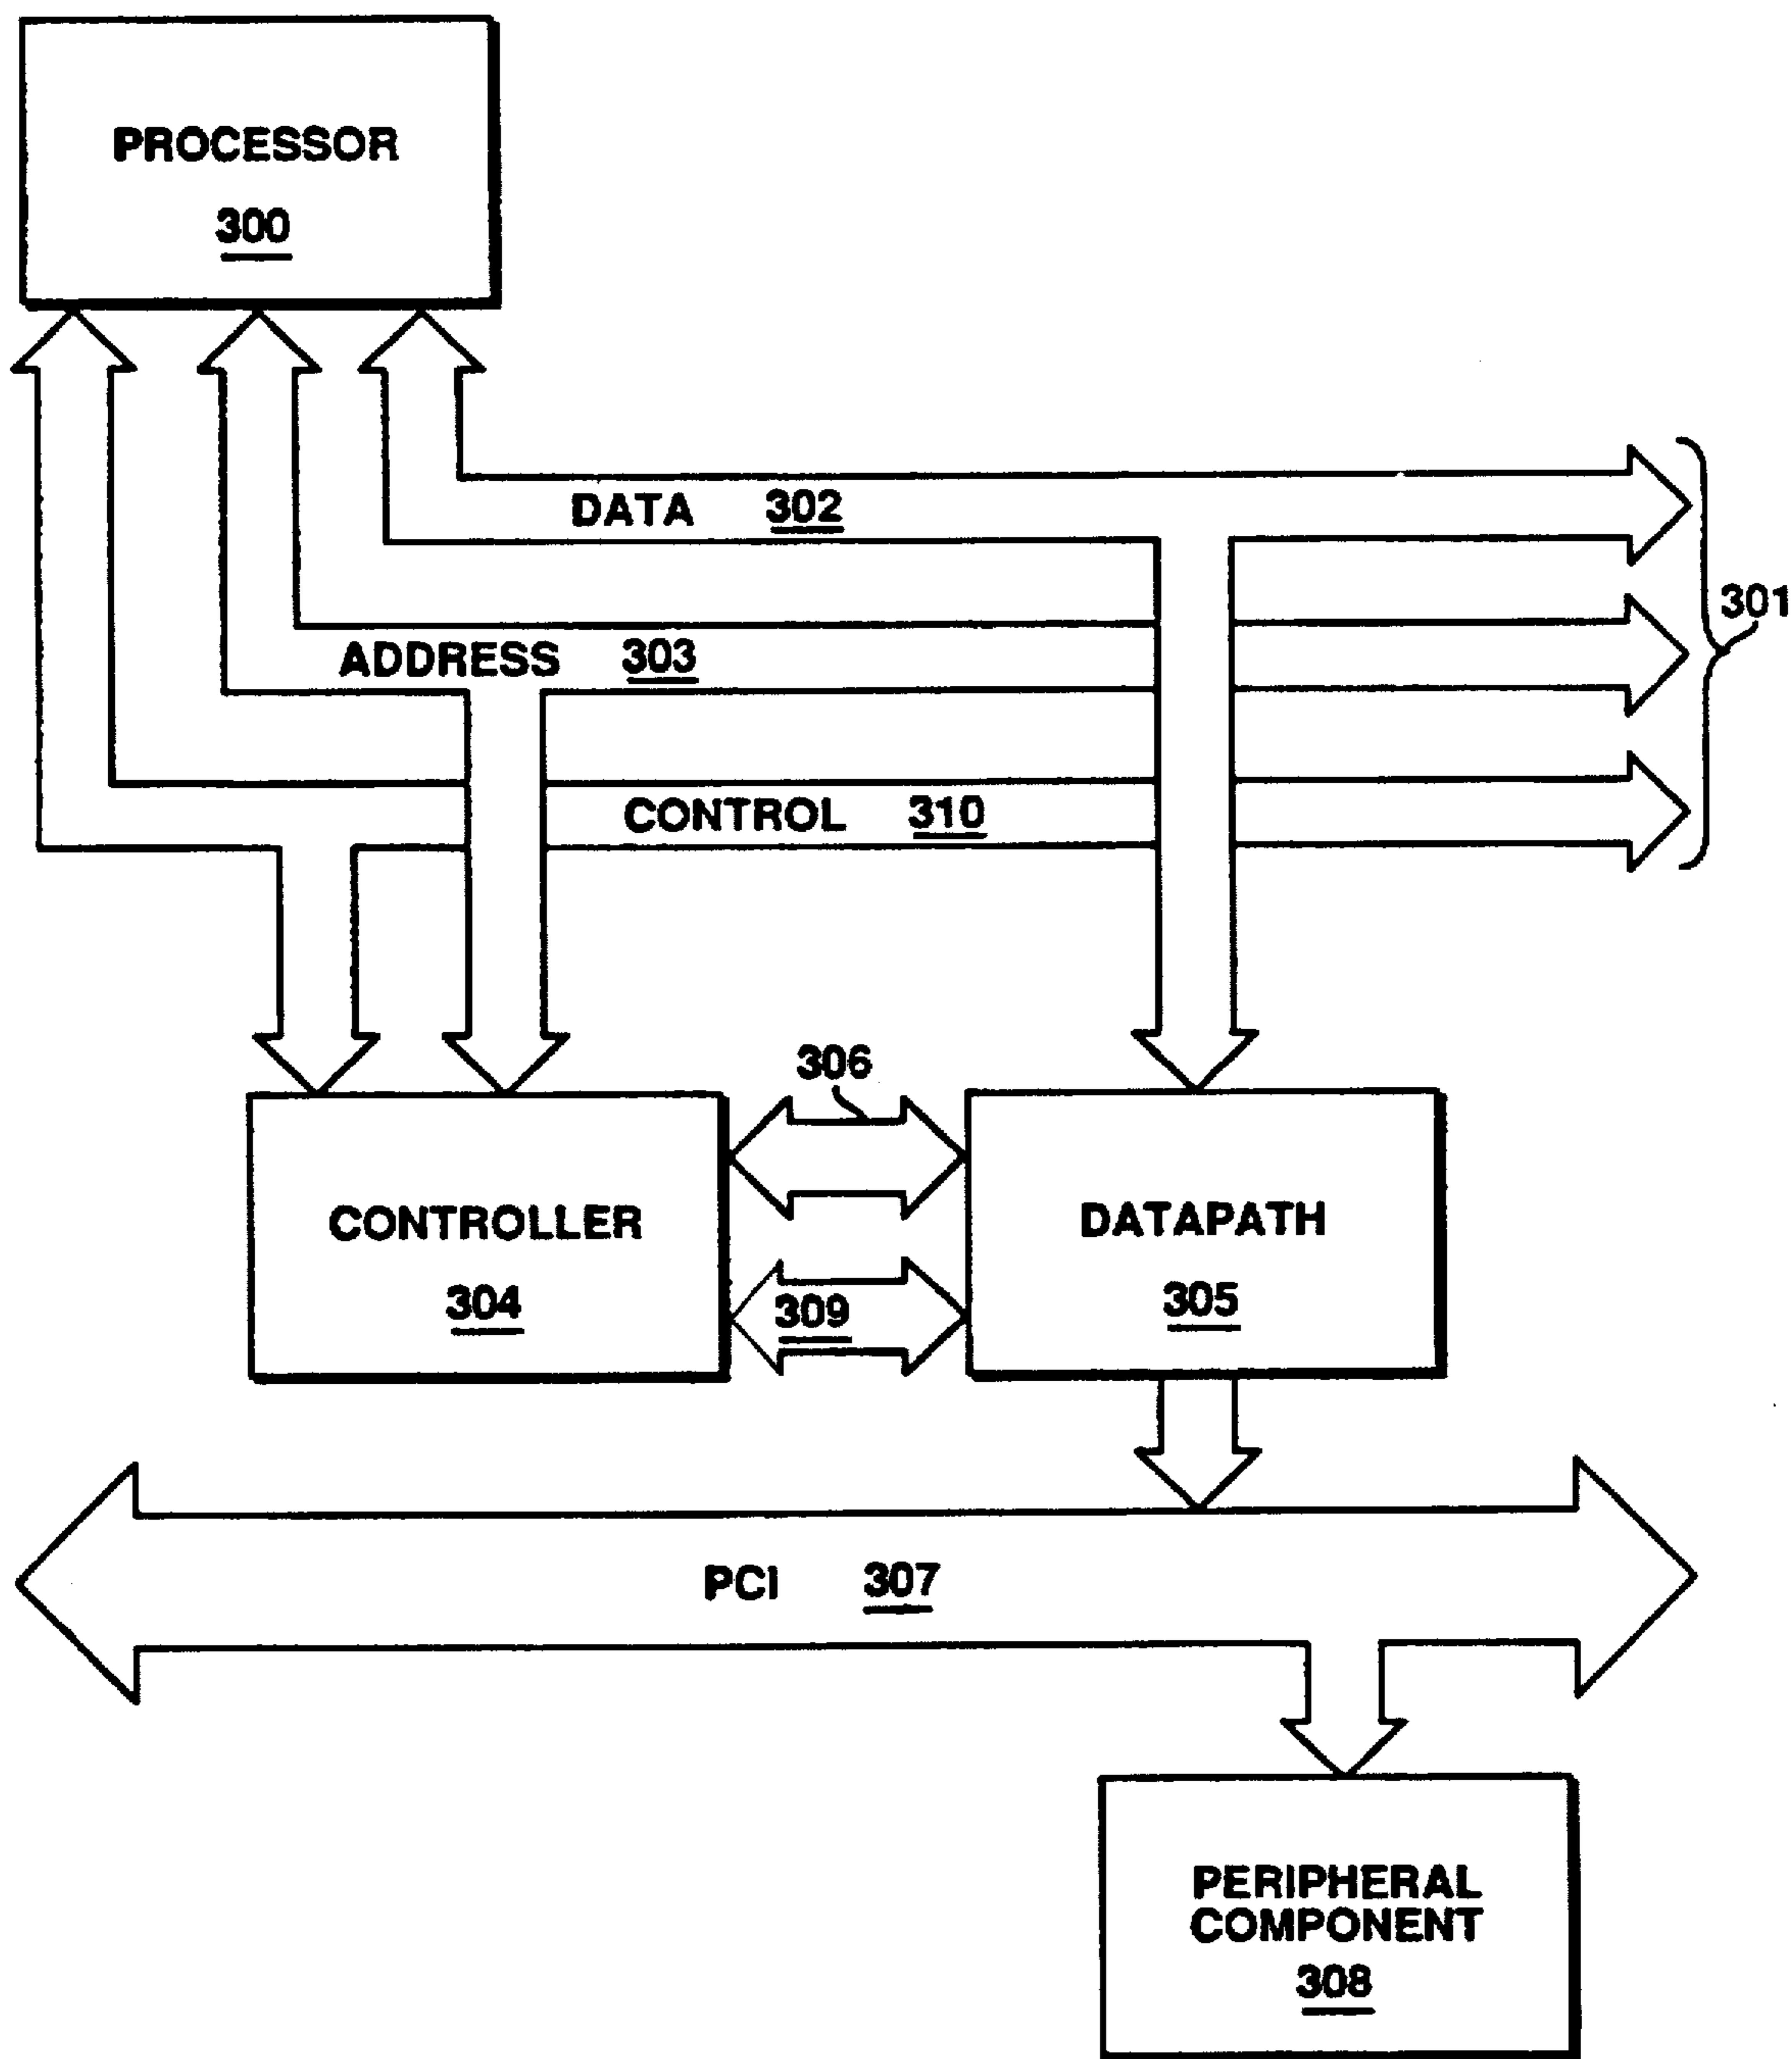 PROCESSOR
300
DATA 302
301
ADDRESS 303
CONTROL 310
306
CONTROLLER
304
DATAPATH
305
309
PCI 307
PERIPHERAL
COMPONENT
308